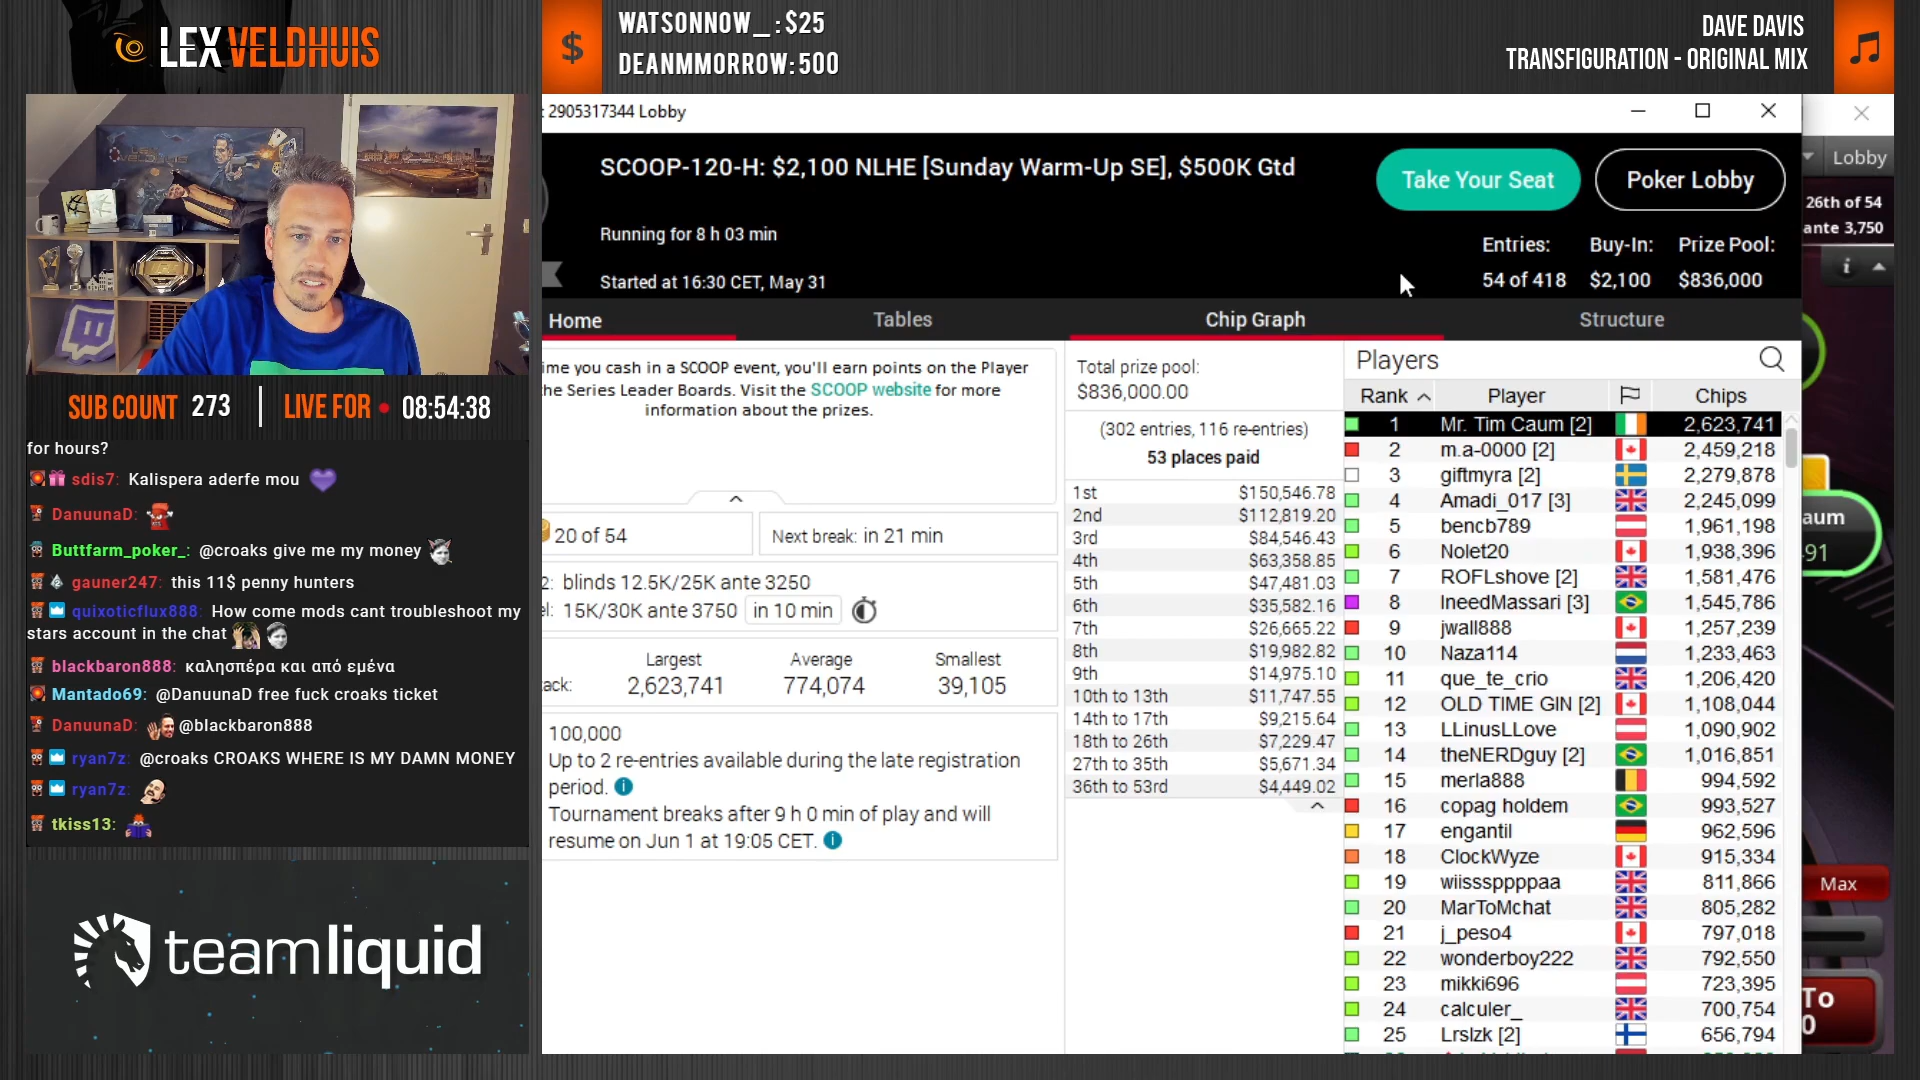 LEX VELDHUIS
$
WATSONNOW_: $25
DEANMMORROW: 500
DAVE DAVIS
TRANSFIGURATION - ORIGINAL MIX
SUB COUNT 273
LIVE FOR 08:54:38
for hours?
sdis7: Kalispera aderfe mou
DanuunaD:
Buttfarm_poker_: @croaks give me my money
gauner247: this 11$ penny hunters
quixoticflux888: How come mods cant troubleshoot my
stars account in the chat
blackbaron888: καλησπέρα και από εμένα
Mantado69: @DanuunaD free fuck croaks ticket
DanuunaD: @blackbaron888
ryan7z: @croaks CROAKS WHERE IS MY DAMN MONEY
ryan7z:
tkiss13:
teamliquid
: 2905317344 Lobby
SCOOP-120-H: $2,100 NLHE [Sunday Warm-Up SE], $500K Gtd
Take Your Seat
Poker Lobby
Running for 8 h 03 min
Started at 16:30 CET, May 31
Entries: Buy-In: Prize Pool:
54 of 418 $2,100 $836,000
Home
Tables
Chip Graph
Structure
ime you cash in a SCOOP event, you'll earn points on the Player
he Series Leader Boards. Visit the SCOOP website for more
information about the prizes.
20 of 54
Next break: in 21 min
2: blinds 12.5K/25K ante 3250
el: 15K/30K ante 3750 in 10 min
Largest Average Smallest
ack: 2,623,741 774,074 39,105
100,000
Up to 2 re-entries available during the late registration
period.
Tournament breaks after 9 h 0 min of play and will
resume on Jun 1 at 19:05 CET.
Total prize pool:
$836,000.00
(302 entries, 116 re-entries)
53 places paid
1st $150,546.78
2nd $112,819.20
3rd $84,546.43
4th $63,358.85
5th $47,481.03
6th $35,582.16
7th $26,665.22
8th $19,982.82
9th $14,975.10
10th to 13th $11,747.55
14th to 17th $9,215.64
18th to 26th $7,229.47
27th to 35th $5,671.34
36th to 53rd $4,449.02
Players
Rank Player Chips
1 Mr. Tim Caum [2] 2,623,741
2 m.a-0000 [2] 2,459,218
3 giftmyra [2] 2,279,878
4 Amadi_017 [3] 2,245,099
5 bencb789 1,961,198
6 Nolet20 1,938,396
7 ROFLshove [2] 1,581,476
8 IneedMassari [3] 1,545,786
9 jwall888 1,257,239
10 Naza114 1,233,463
11 que_te_crio 1,206,420
12 OLD TIME GIN [2] 1,108,044
13 LLinusLLove 1,090,902
14 theNERDguy [2] 1,016,851
15 merla888 994,592
16 copag holdem 993,527
17 engantil 962,596
18 ClockWyze 915,334
19 wiisssppppaa 811,866
20 MarToMchat 805,282
21 j_peso4 797,018
22 wonderboy222 792,550
23 mikki696 723,395
24 calculer_ 700,754
25 Lrslzk [2] 656,794
Lobby
26th of 54
ante 3,750
aum
91
Max
To
0